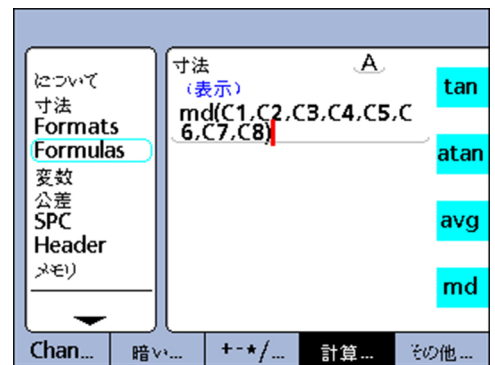 について
寸法
Formats
Formulas
変数
公差
SPC
Header
メモリ
寸法
A
(表示)
md(C1,C2,C3,C4,C5,C
6,C7,C8)
tan
atan
avg
md
Chan...
暗い...
+-*/...
計算...
その他...